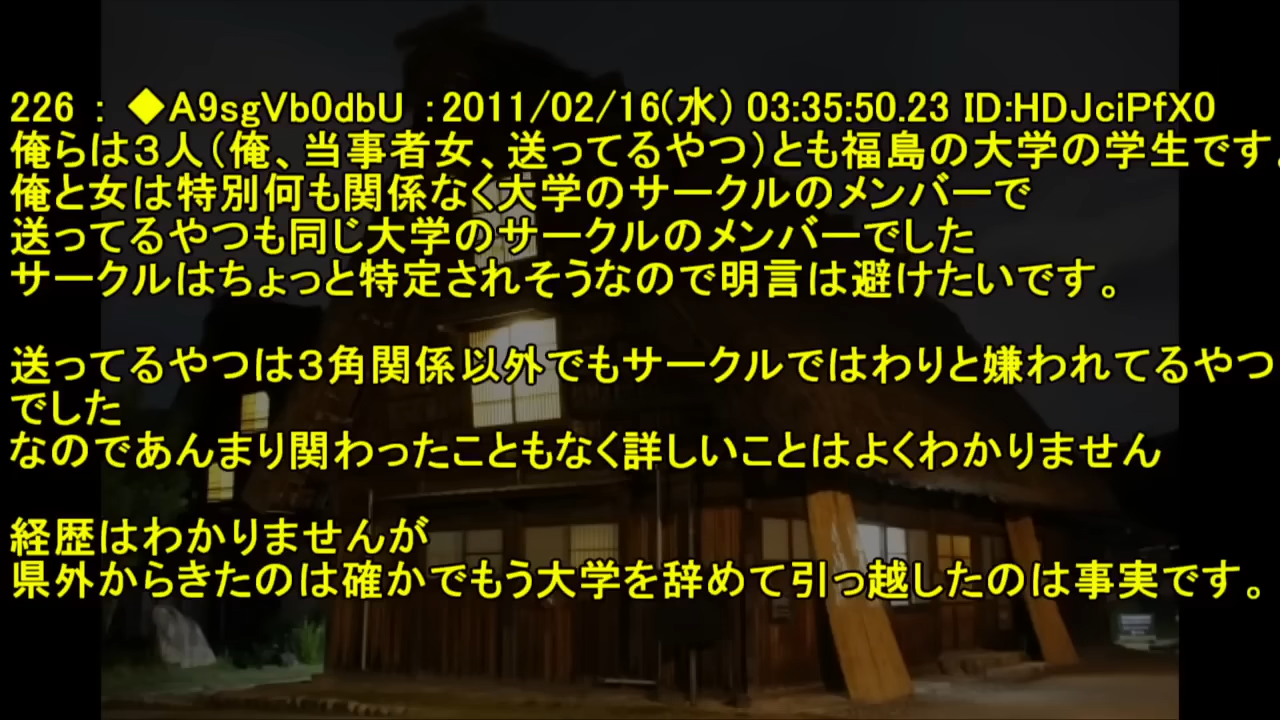 226 : ◆A9sgVb0dbU :2011/02/16(水) 03:35:50.23 ID:HDJciPfX0
俺らは3人(俺、当事者女、送ってるやつ)とも福島の大学の学生です。
俺と女は特別何も関係なく大学のサークルのメンバーで
送ってるやつも同じ大学のサークルのメンバーでした
サークルはちょっと特定されそうなので明言は避けたいです。
送ってるやつは3角関係以外でもサークルではわりと嫌われてるやつ
でした
なのであんまり関わったこともなく詳しいことはよくわかりません
経歴はわかりませんが
県外からきたのは確かでもう大学を辞めて引っ越したのは事実です。